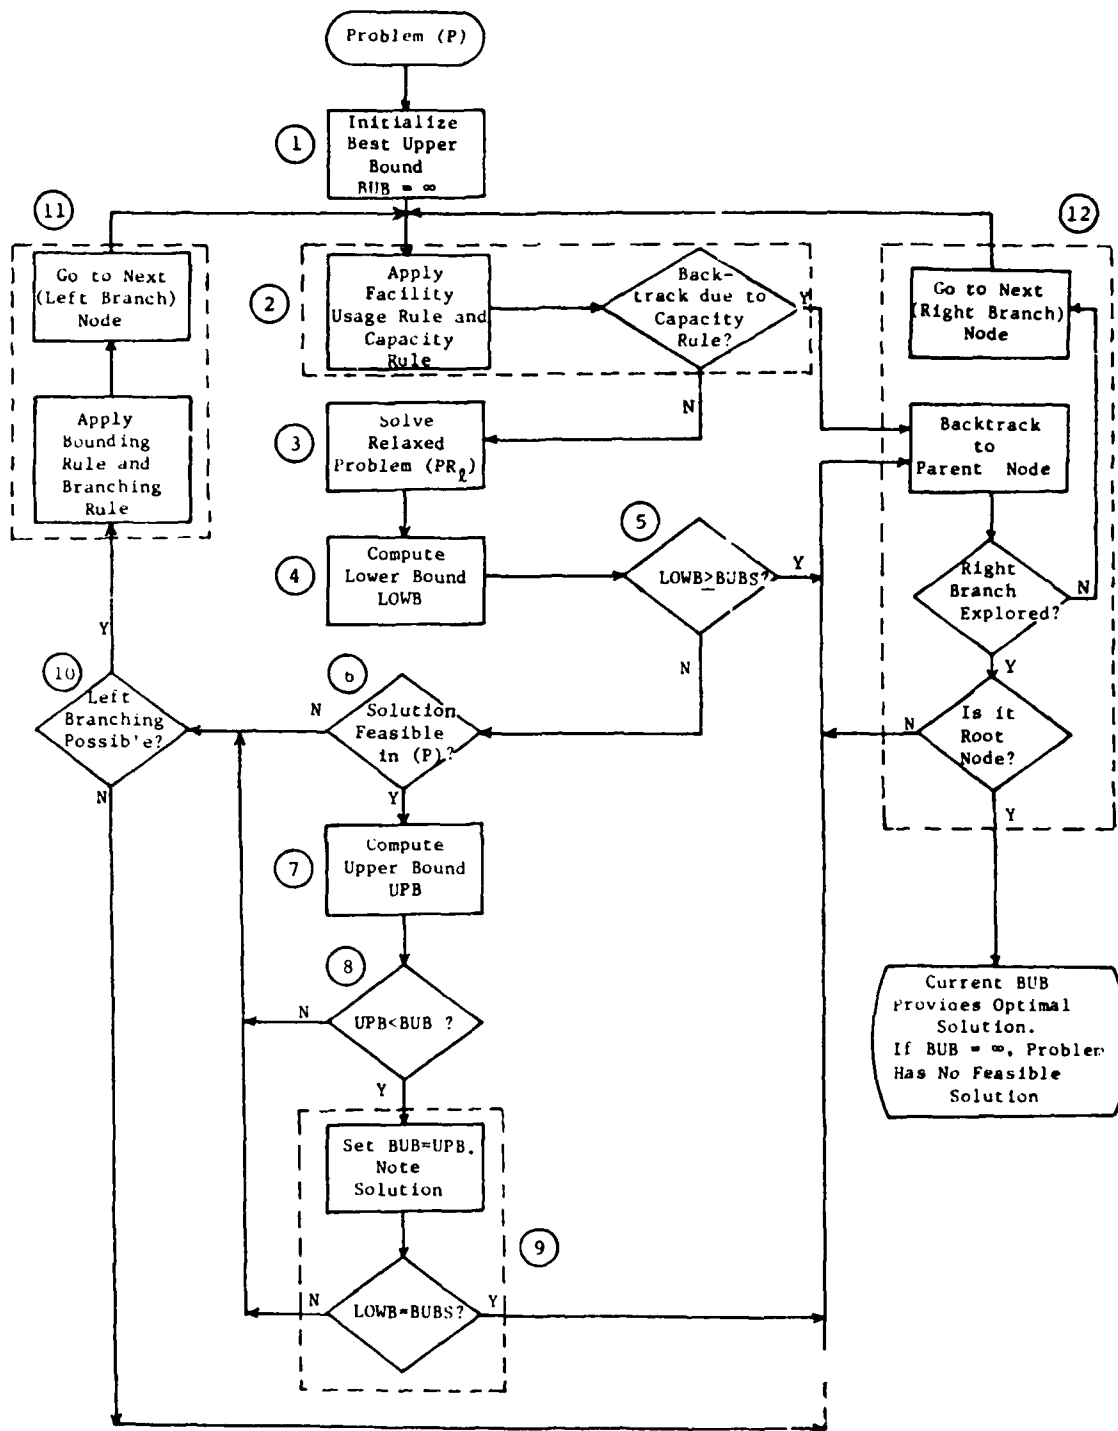 Problem (P)
1
Initialize
Best Upper
Bound
BUB = ∞
11
12
Go to Next
(Left Branch)
Node
2
Apply
Facility
Usage Rule and
Capacity
Rule
Back-
track due to
Capacity
Rule?
Y
N
Go to Next
(Right Branch)
Node
Apply
Bounding
Rule and
Branching
Rule
3
Solve
Relaxed
Problem (PRℓ)
Backtrack
to
Parent Node
4
Compute
Lower Bound
LOWB
5
LOWB≥BUBS?
Y
N
Right
Branch
Explored?
N
Y
Y
10
Left
Branching
Possib'e?
N
6
Solution
Feasible
in (P)?
N
Y
Is it
Root
Node?
N
Y
7
Compute
Upper Bound
UPB
8
UPB<BUB ?
N
Y
Current BUB
Provides Optimal
Solution.
If BUB = ∞, Problem
Has No Feasible
Solution
Set BUB=UPB.
Note
Solution
9
LOWB=BUBS?
N
Y